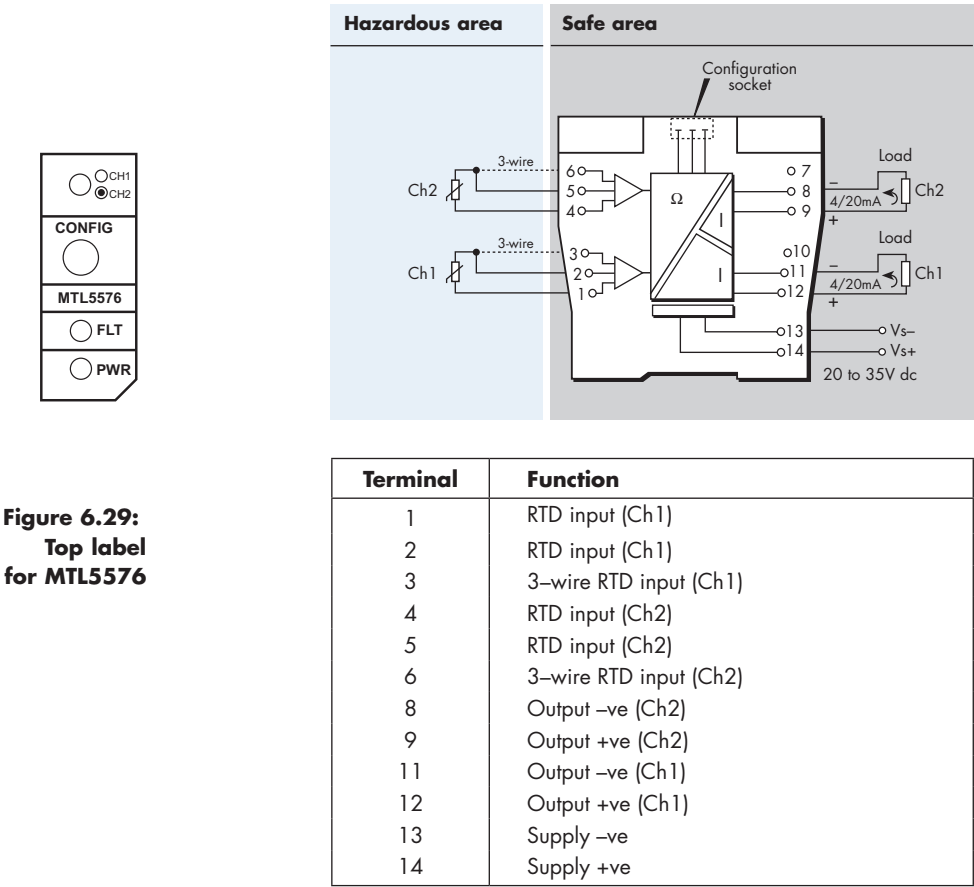 Hazardous area
Safe area
Configuration
socket
3-wire
Ch2
6
5
4
Ω
I
7
8
9
–
4/20mA
+
Load
Ch2
3-wire
Ch1
3
2
1
I
10
11
12
–
4/20mA
+
Load
Ch1
13
Vs–
14
Vs+
20 to 35V dc
CH1
CH2
CONFIG
MTL5576
FLT
PWR
Figure 6.29:
Top label
for MTL5576
Terminal Function
1 RTD input (Ch1)
2 RTD input (Ch1)
3 3–wire RTD input (Ch1)
4 RTD input (Ch2)
5 RTD input (Ch2)
6 3–wire RTD input (Ch2)
8 Output –ve (Ch2)
9 Output +ve (Ch2)
11 Output –ve (Ch1)
12 Output +ve (Ch1)
13 Supply –ve
14 Supply +ve